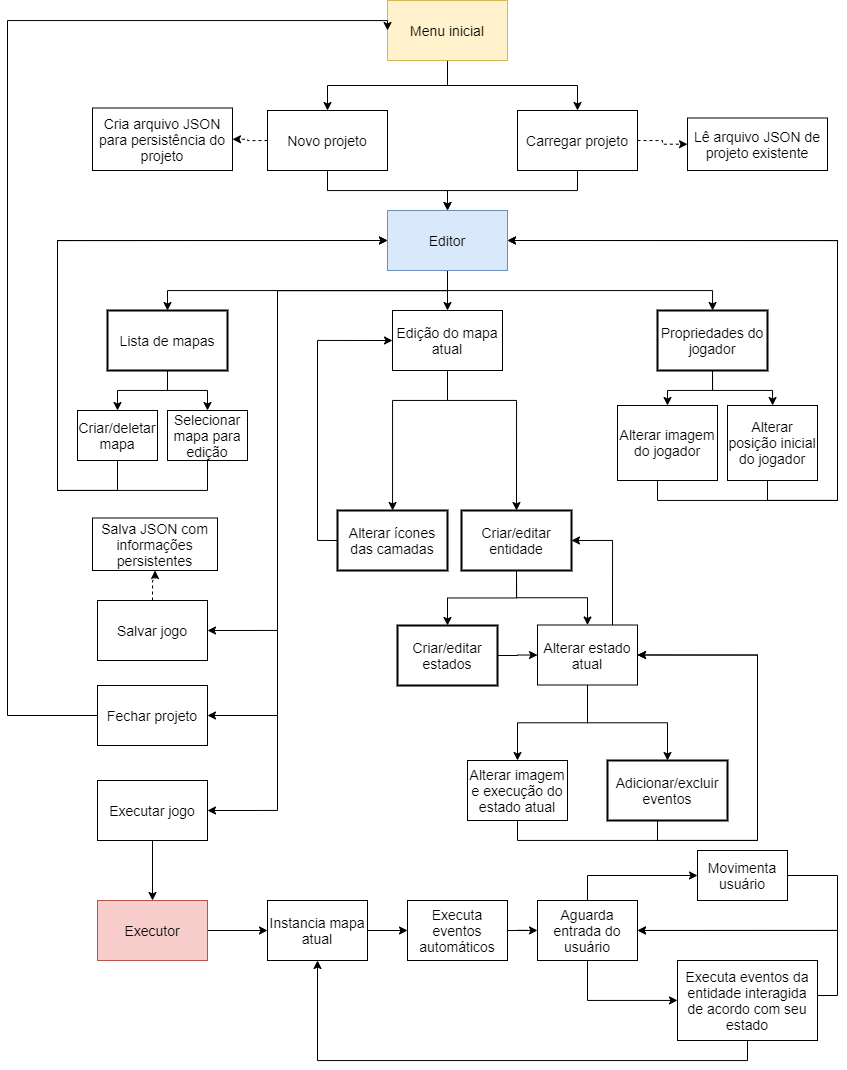 Menu inicial
Cria arquivo JSON
para persistência do
projeto
Novo projeto
Carregar projeto
Lê arquivo JSON de
projeto existente
Editor
Lista de mapas
Edição do mapa
atual
Propriedades do
jogador
Criar/deletar
mapa
Selecionar
mapa para
edição
Alterar imagem
do jogador
Alterar
posição inicial
do jogador
Salva JSON com
informações
persistentes
Alterar ícones
das camadas
Criar/editar
entidade
Salvar jogo
Criar/editar
estados
Alterar estado
atual
Fechar projeto
Alterar imagem
e execução do
estado atual
Adicionar/excluir
eventos
Executar jogo
Movimenta
usuário
Executor
Instancia mapa
atual
Executa
eventos
automáticos
Aguarda
entrada do
usuário
Executa eventos da
entidade interagida
de acordo com seu
estado